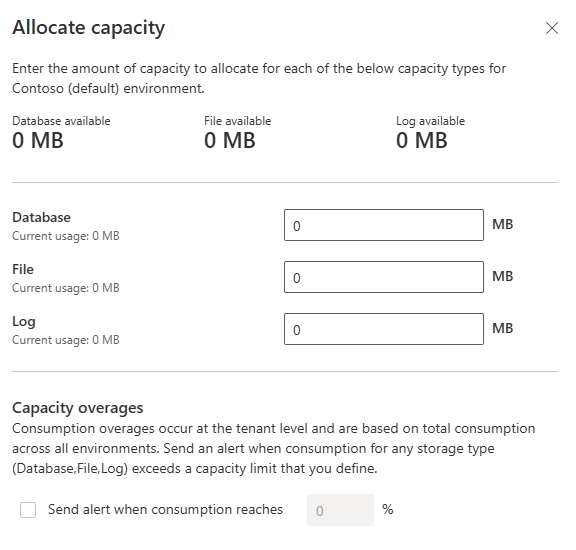 Allocate capacity
Enter the amount of capacity to allocate for each of the below capacity types for
Contoso (default) environment.
Database available
0 MB
File available
0 MB
Log available
0 MB
Database
Current usage: 0 MB
0
MB
File
Current usage: 0 MB
0
MB
Log
Current usage: 0 MB
0
MB
Capacity overages
Consumption overages occur at the tenant level and are based on total consumption
across all environments. Send an alert when consumption for any storage type
(Database,File,Log) exceeds a capacity limit that you define.
Send alert when consumption reaches 0 %